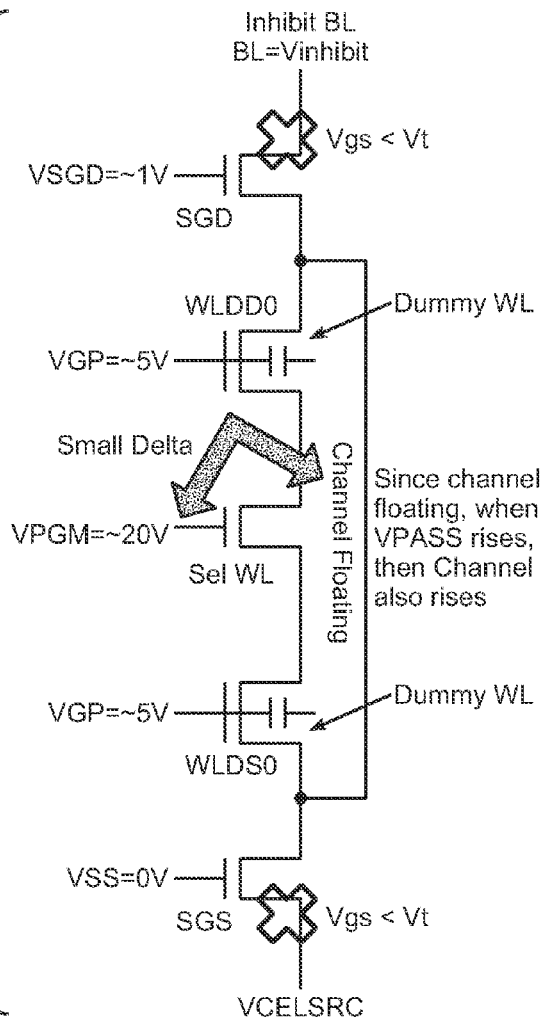 Inhibit BL
BL=Vinhibit
Vgs < Vt
VSGD=~1V
SGD
WLDD0
Dummy WL
VGP=~5V
Small Delta
Channel Floating
Since channel
floating, when
VPASS rises,
then Channel
also rises
VPGM=~20V
Sel WL
Dummy WL
VGP=~5V
WLDS0
VSS=0V
SGS
Vgs < Vt
VCELSRC